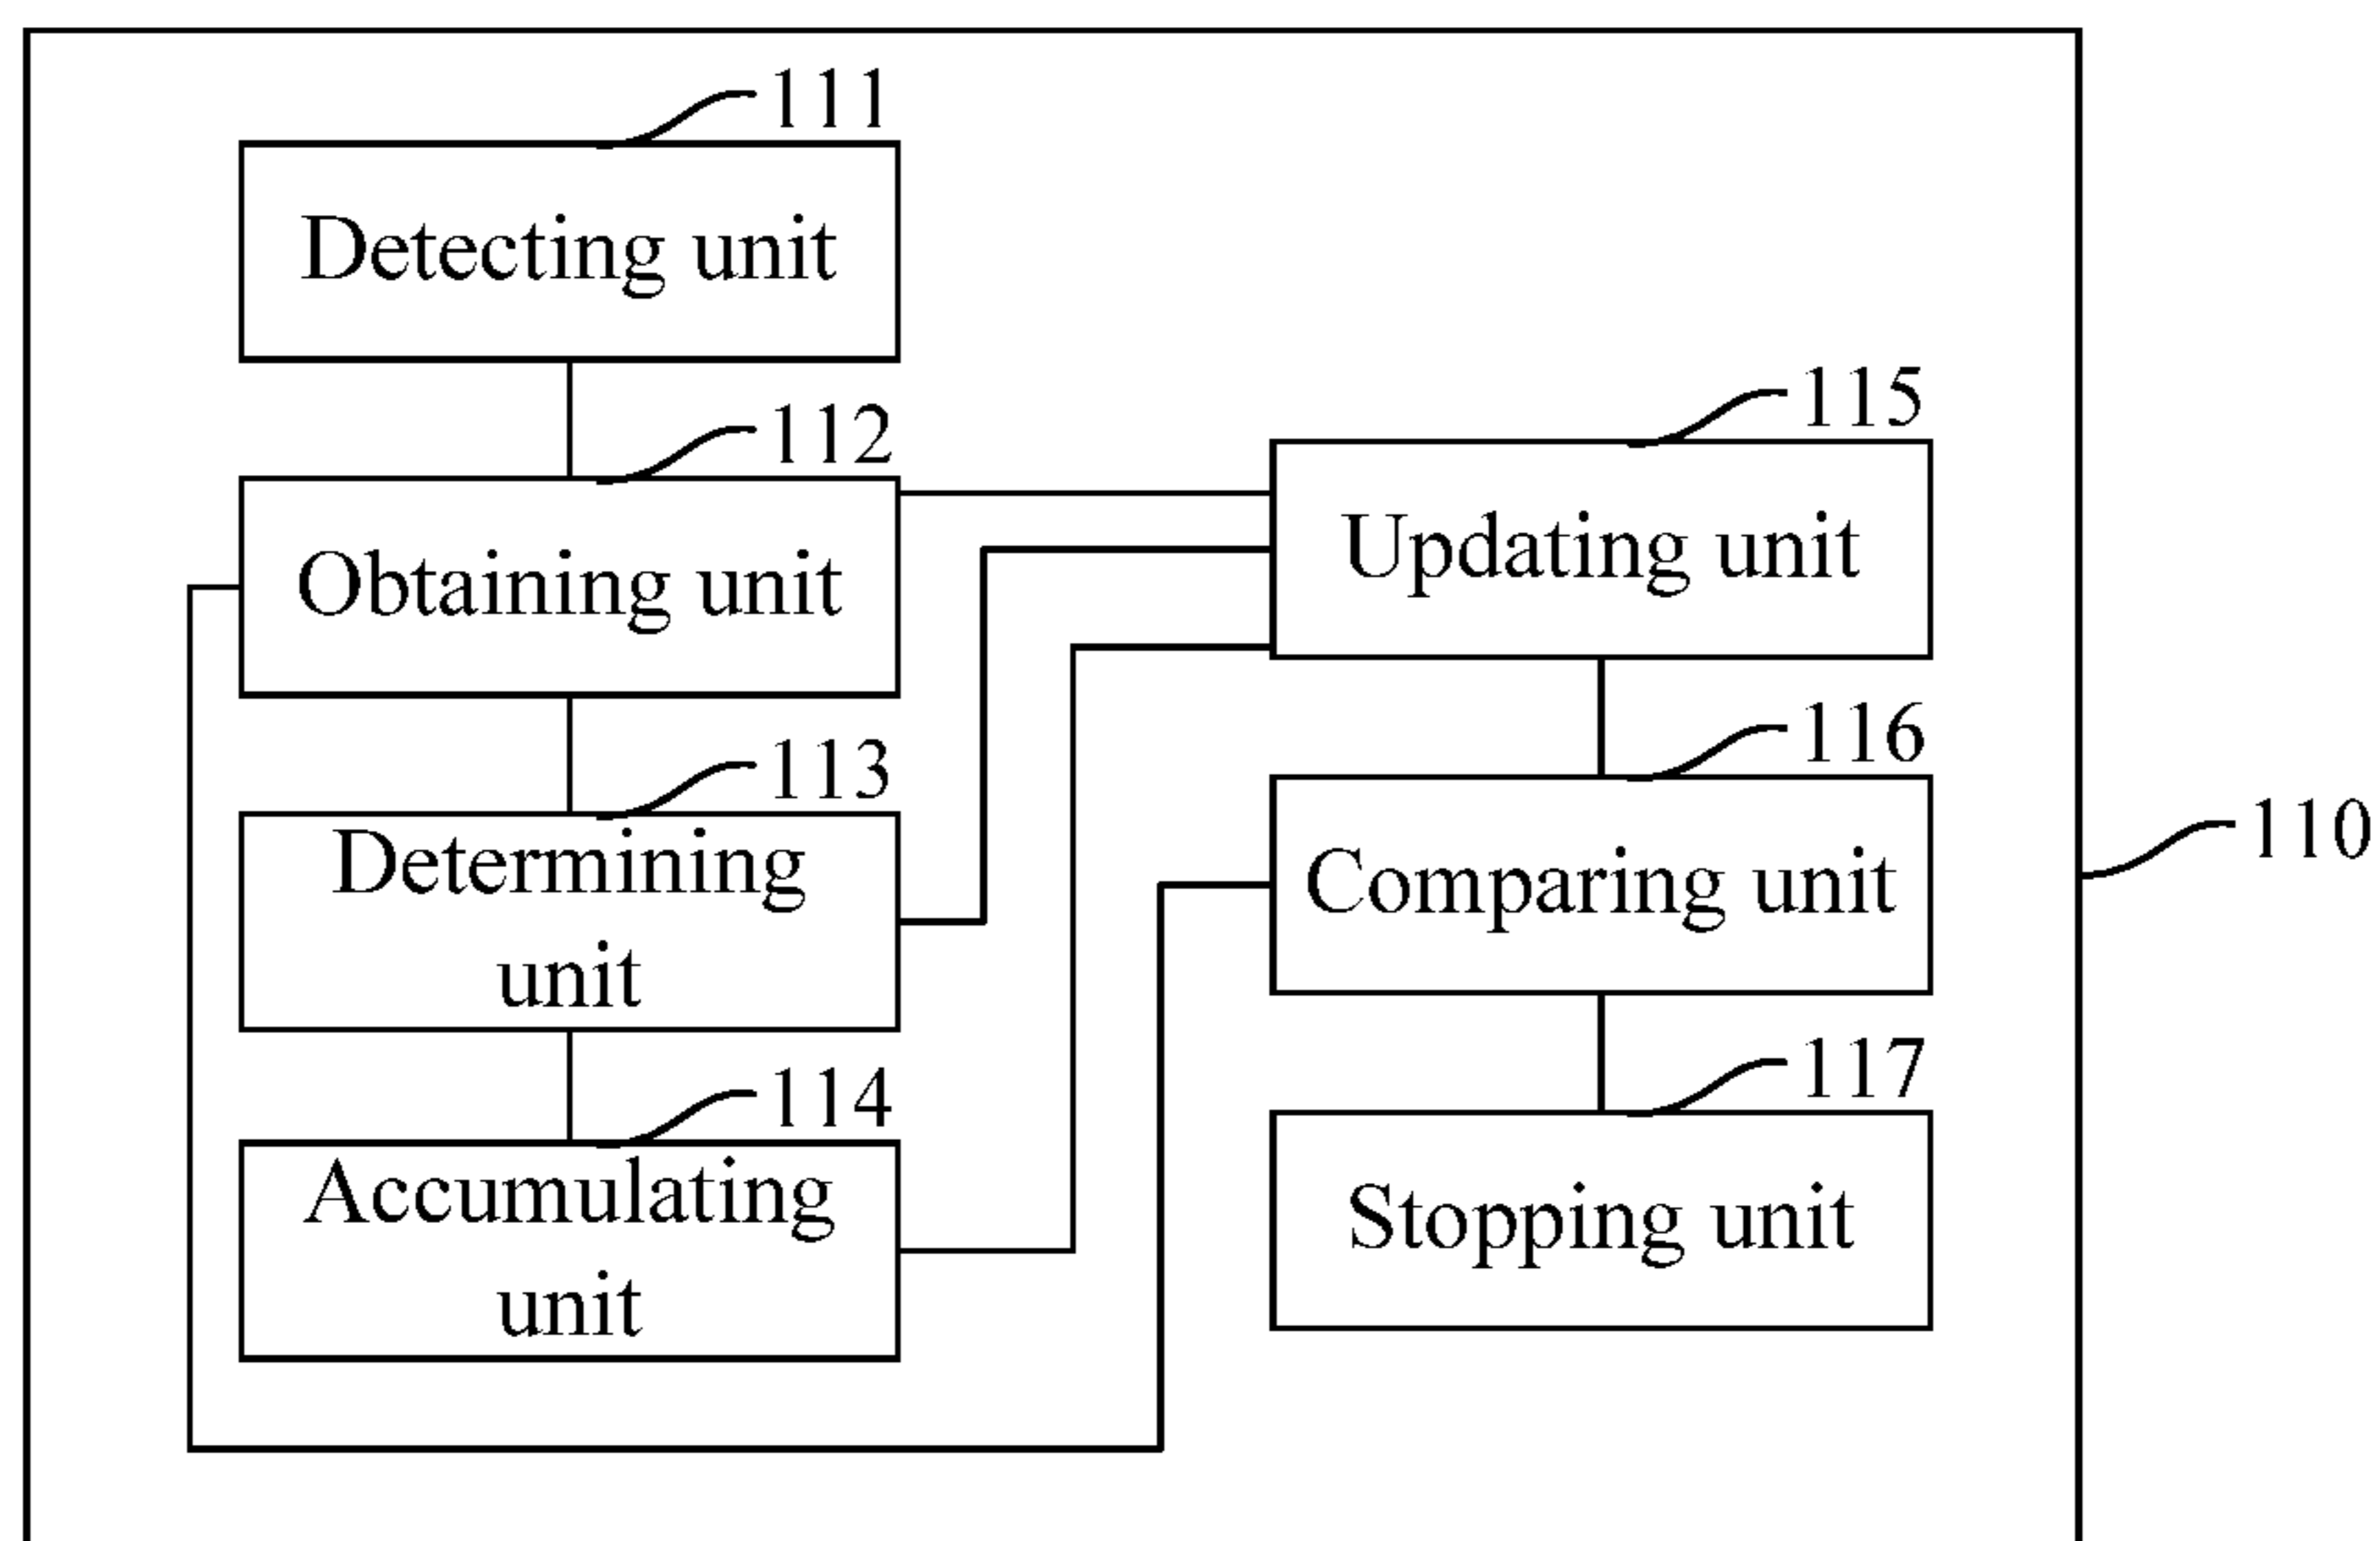 111
Detecting unit
112
Obtaining unit
113
Determining
unit
114
Accumulating
unit
115
Updating unit
116
Comparing unit
117
Stopping unit
110